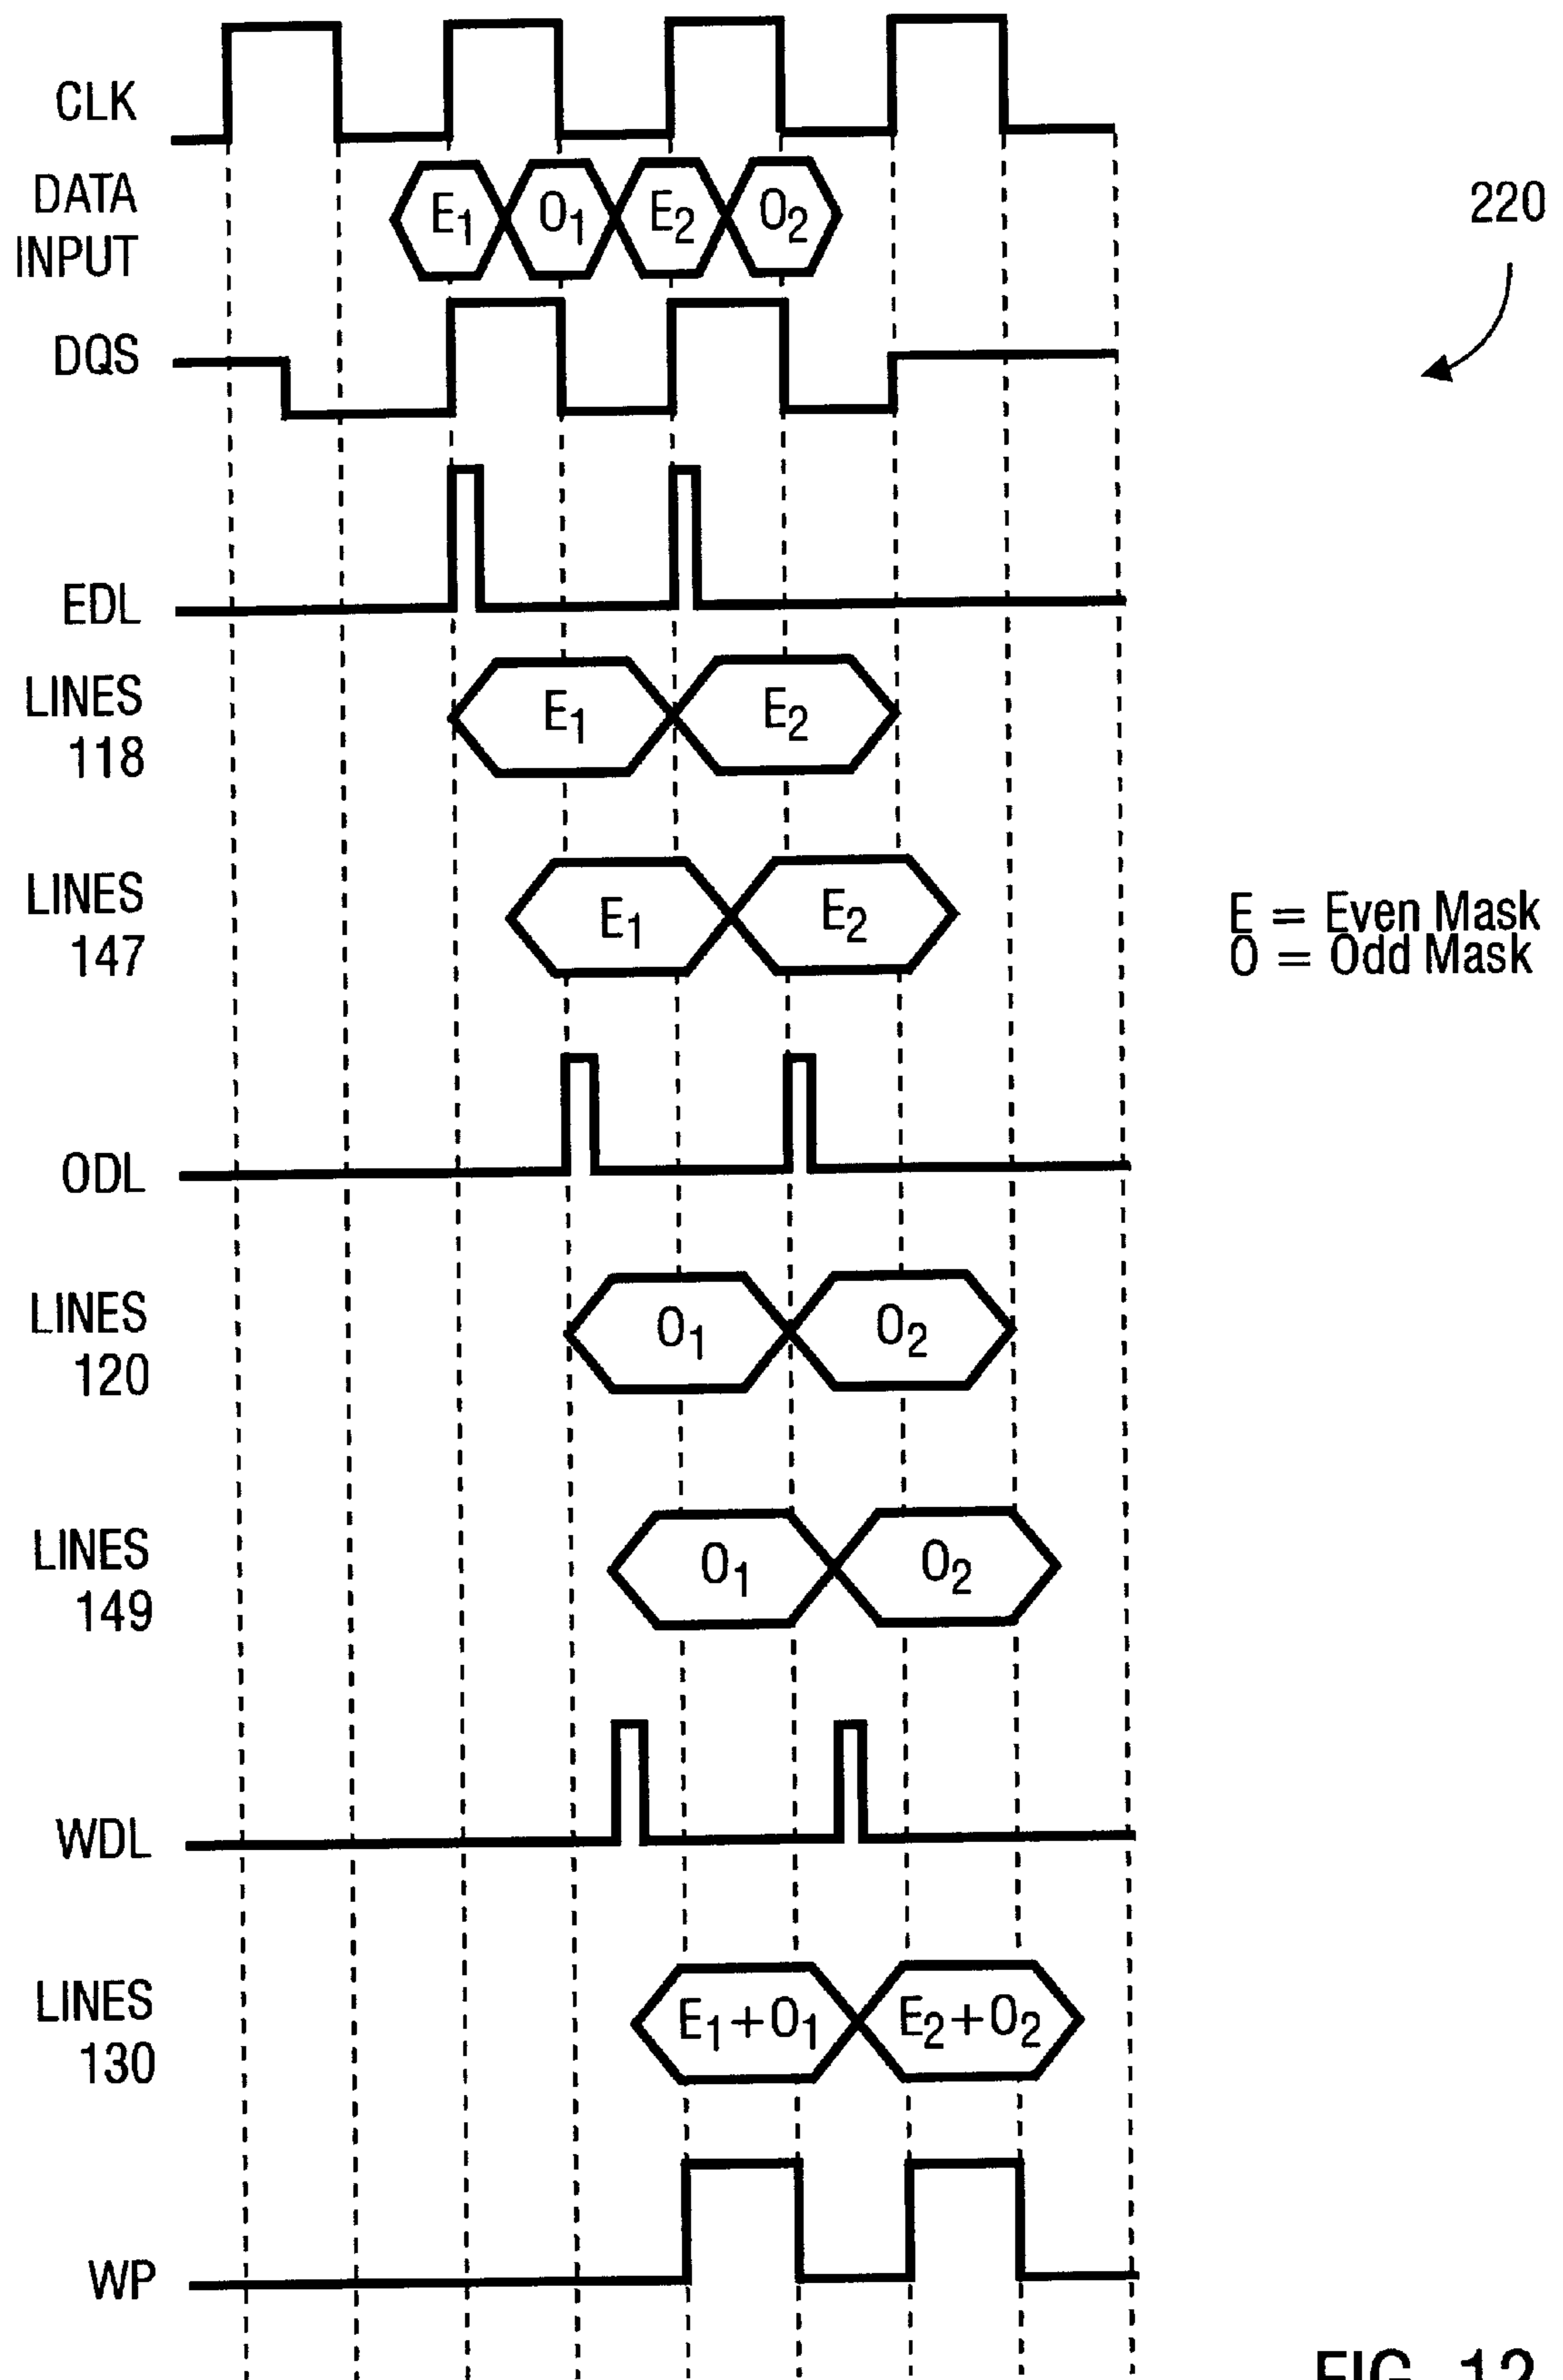 CLK
DATA
INPUT
E1 O1 E2 O2
220
DQS
EDL
LINES
118
E1 E2
LINES
147
E1 E2
E = Even Mask
O = Odd Mask
ODL
LINES
120
O1 O2
LINES
149
O1 O2
WDL
LINES
130
E1+O1 E2+O2
WP